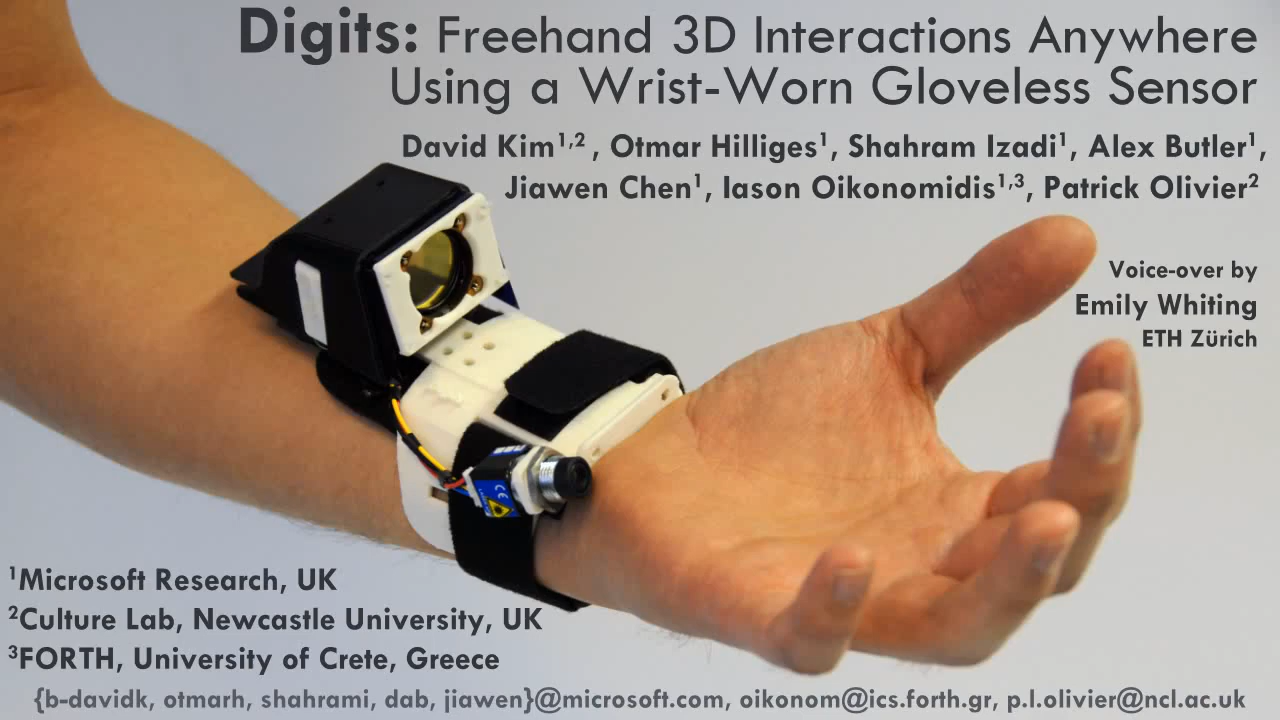 Digits: Freehand 3D Interactions Anywhere
Using a Wrist-Worn Gloveless Sensor
David Kim¹,², Otmar Hilliges¹, Shahram Izadi¹, Alex Butler¹,
Jiawen Chen¹, Iason Oikonomidis¹,³, Patrick Olivier²
Voice-over by
Emily Whiting
ETH Zürich
CE
¹Microsoft Research, UK
²Culture Lab, Newcastle University, UK
³FORTH, University of Crete, Greece
{b-davidk, otmarh, shahrami, dab, jiawen}@microsoft.com, oikonom@ics.forth.gr, p.l.olivier@ncl.ac.uk